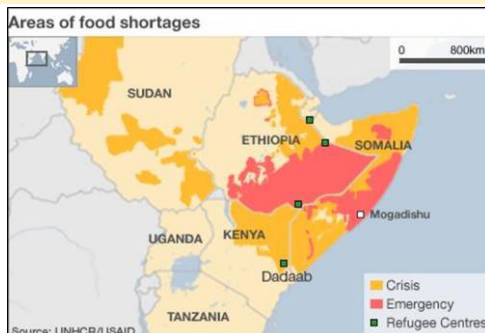 Areas of food shortages
0 800km
SUDAN
ETHIOPIA
SOMALIA
Mogadishu
UGANDA
KENYA
Dadaab
TANZANIA
Crisis
Emergency
Refugee Centres
Source: UNHCR/USAID